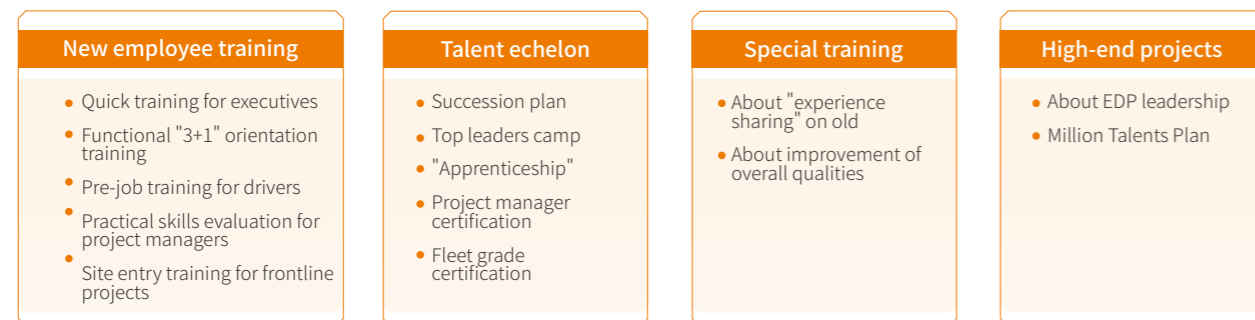 New employee training
Quick training for executives
Functional "3+1" orientation
training
Pre-job training for drivers
Practical skills evaluation for
project managers
Site entry training for frontline
projects
Talent echelon
Succession plan
Top leaders camp
"Apprenticeship"
Project manager
certification
Fleet grade
certification
Special training
About "experience
sharing" on old
About improvement of
overall qualities
High-end projects
About EDP leadership
Million Talents Plan